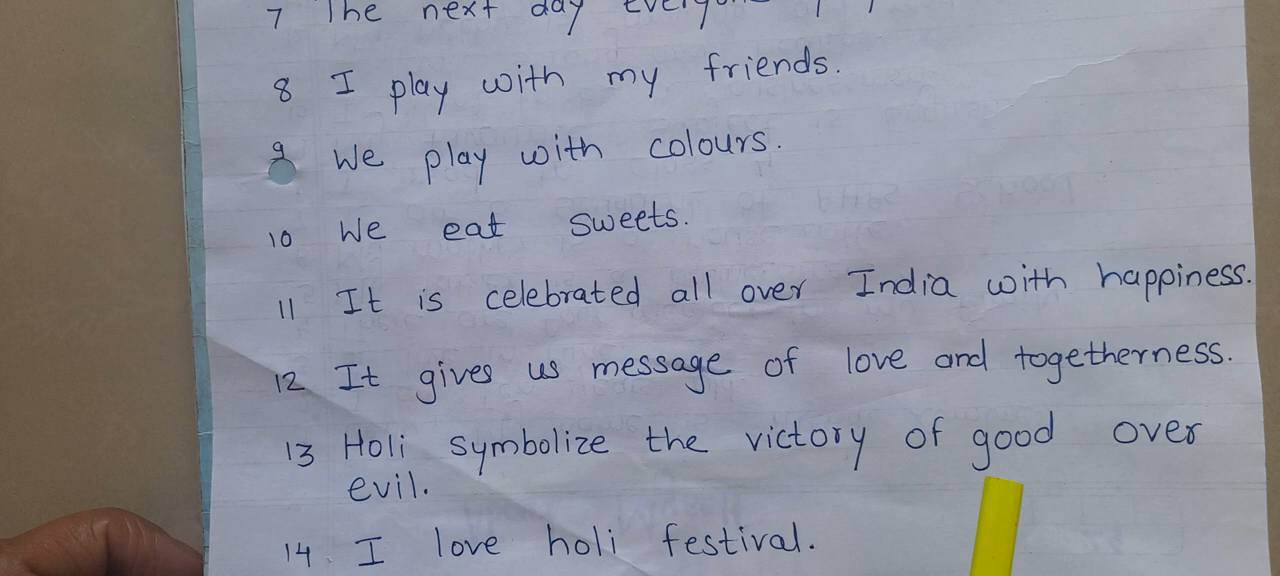 7 The next day everyone
8 I play with my friends.
9 We play with colours.
10 We eat sweets.
11 It is celebrated all over India with happiness.
12 It gives us message of love and togetherness.
13 Holi symbolize the victory of good over
evil.
14. I love holi festival.